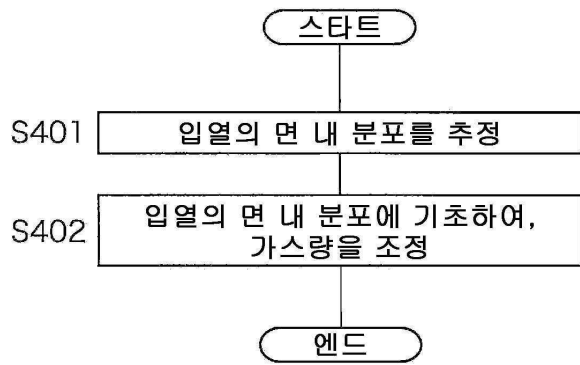 스타트
S401
입열의 면 내 분포를 추정
S402
입열의 면 내 분포에 기초하여,
가스량을 조정
엔드